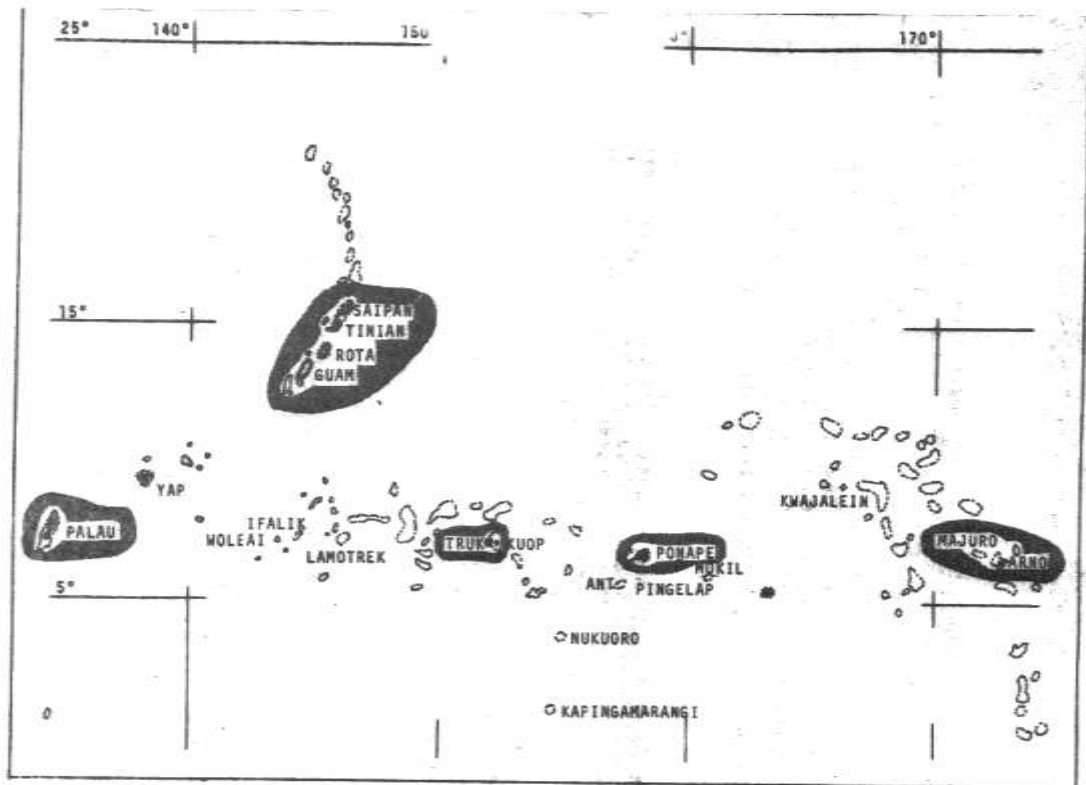 25° 140° 150 0° 170°
15°
SAIPAN
TINIAN
ROTA
GUAM
YAP
KWAJALEIN
PALAU
IFALIK
WOLEAI
LAMOTREK
TRUK KUOP
PONAPE
MOKIL
MAJURO
ARNO
ANT PINGELAP
5°
NUKUORO
KAPINGAMARANGI